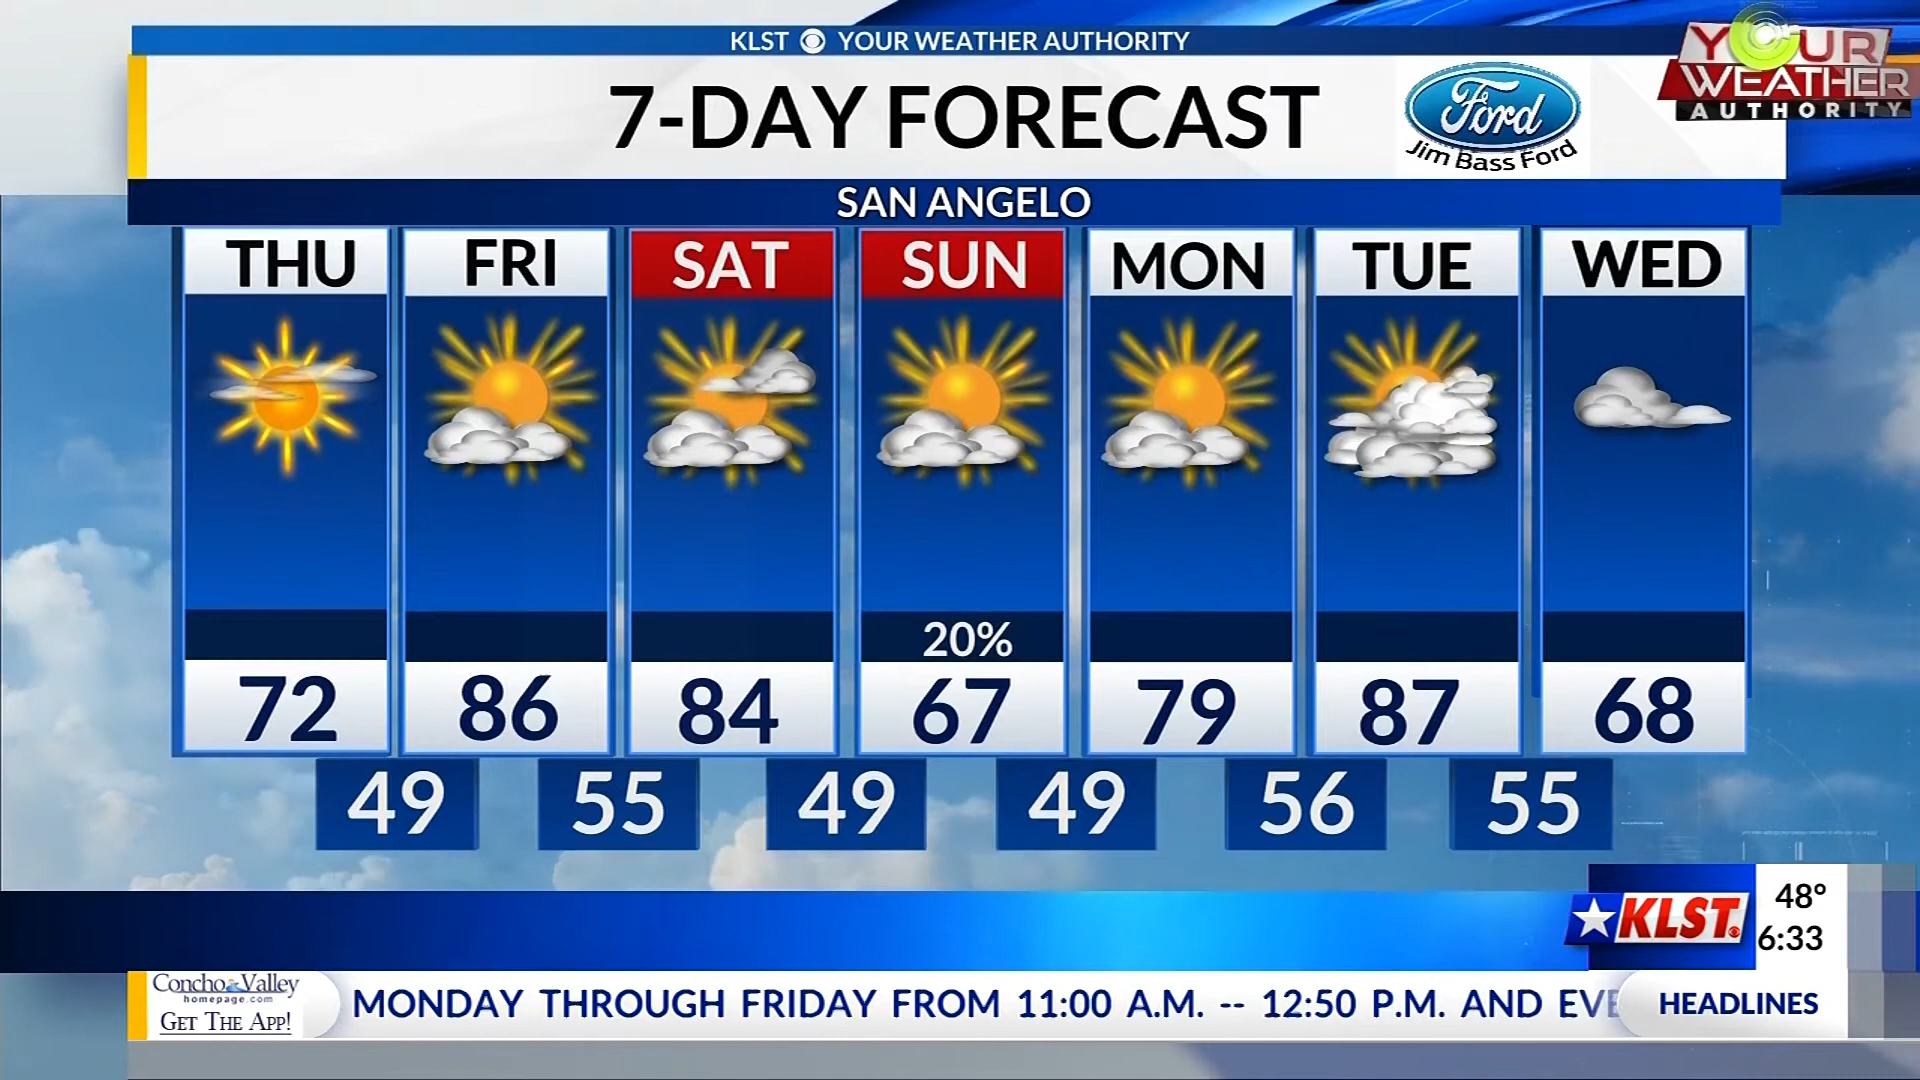 KLST YOUR WEATHER AUTHORITY
7-DAY FORECAST
Ford
Jim Bass Ford
YOUR
WEATHER
AUTHORITY
SAN ANGELO
THU FRI SAT SUN MON TUE WED
20%
72 86 84 67 79 87 68
49 55 49 49 56 55
KLST
48°
6:33
Concho Valley
homepage.com
GET THE APP!
MONDAY THROUGH FRIDAY FROM 11:00 A.M. -- 12:50 P.M. AND EVE
HEADLINES